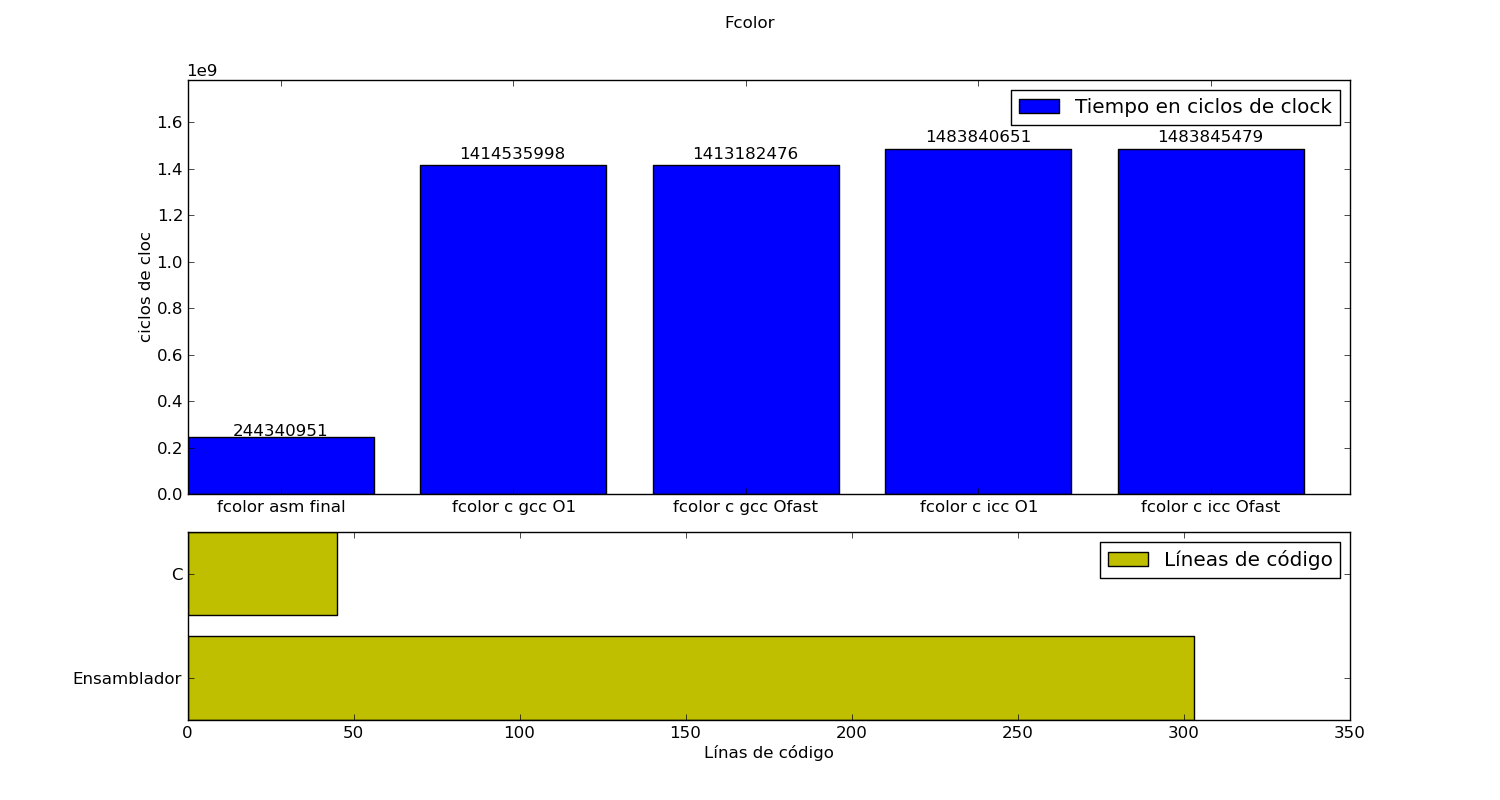 Fcolor
1e9
Tiempo en ciclos de clock
1.6
1.4
1.2
1.0
0.8
0.6
0.4
0.2
0.0
ciclos de cloc
244340951
1414535998
1413182476
1483840651
1483845479
fcolor asm final
fcolor c gcc O1
fcolor c gcc Ofast
fcolor c icc O1
fcolor c icc Ofast
Líneas de código
C
Ensamblador
0 50 100 150 200 250 300 350
Línas de código